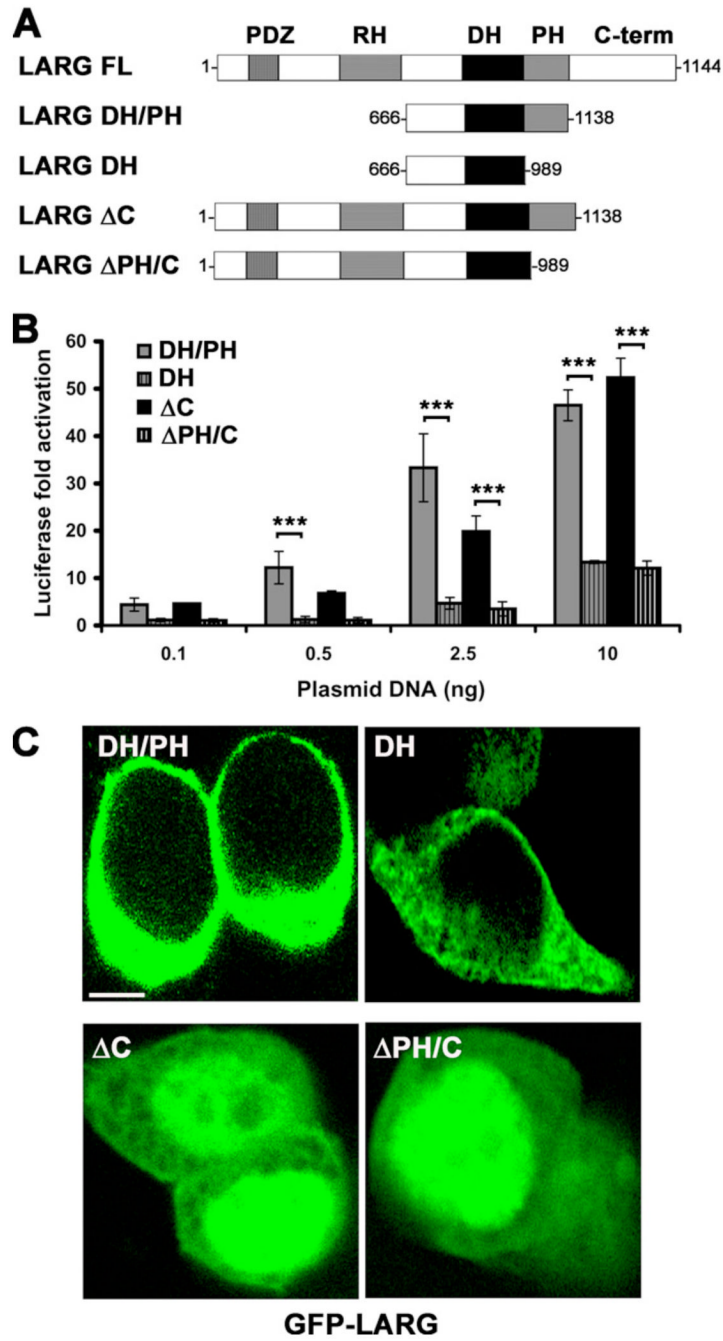 A
PDZ RH DH PH C-term
LARG FL 1- -1144
LARG DH/PH 666- -1138
LARG DH 666- -989
LARG ΔC 1- -1138
LARG ΔPH/C 1- -989
B
60
50
40
30
20
10
0
Luciferase fold activation
DH/PH
DH
ΔC
ΔPH/C
*** *** *** *** ***
0.1 0.5 2.5 10
Plasmid DNA (ng)
C
DH/PH DH
ΔC ΔPH/C
GFP-LARG